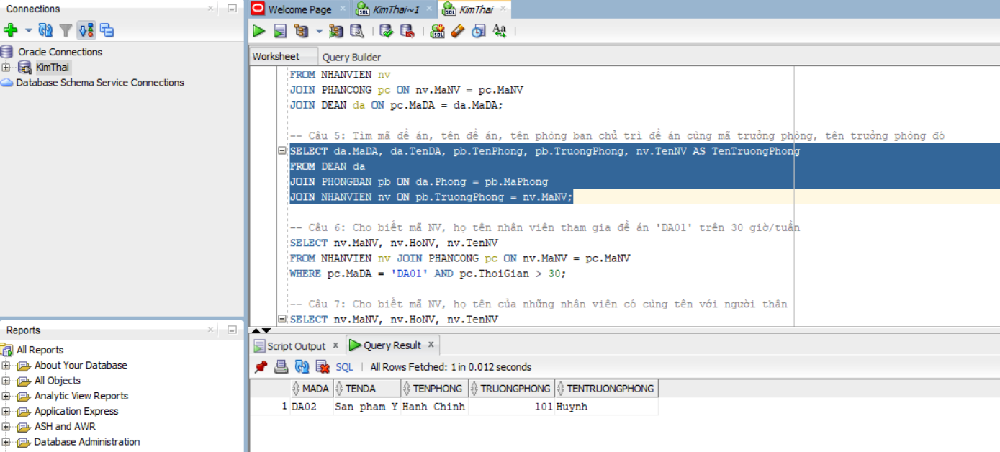 Connections
Welcome Page
KimThai~1
KimThai
Oracle Connections
KimThai
Database Schema Service Connections
Worksheet
Query Builder
FROM NHANVIEN nv
JOIN PHANCONG pc ON nv.MaNV = pc.MaNV
JOIN DEAN da ON pc.MaDA = da.MaDA;
-- Câu 5: Tìm mã đề án, tên đề án, tên phòng ban chủ trì đề án cùng mã trưởng phòng, tên trưởng phòng đó
SELECT da.MaDA, da.TenDA, pb.TenPhong, pb.TruongPhong, nv.TenNV AS TenTruongPhong
FROM DEAN da
JOIN PHONGBAN pb ON da.Phong = pb.MaPhong
JOIN NHANVIEN nv ON pb.TruongPhong = nv.MaNV;
-- Câu 6: Cho biết mã NV, họ tên nhân viên tham gia đề án 'DA01' trên 30 giờ/tuần
SELECT nv.MaNV, nv.HoNV, nv.TenNV
FROM NHANVIEN nv JOIN PHANCONG pc ON nv.MaNV = pc.MaNV
WHERE pc.MaDA = 'DA01' AND pc.ThoiGian > 30;
-- Câu 7: Cho biết mã NV, họ tên của những nhân viên có cùng tên với người thân
SELECT nv.MaNV, nv.HoNV, nv.TenNV
Reports
All Reports
About Your Database
All Objects
Analytic View Reports
Application Express
ASH and AWR
Database Administration
Script Output x
Query Result x
SQL | All Rows Fetched: 1 in 0.012 seconds
MADA TENDA TENPHONG TRUONGPHONG TENTRUONGPHONG
1 DA02 San pham Y Hanh Chinh 101 Huynh